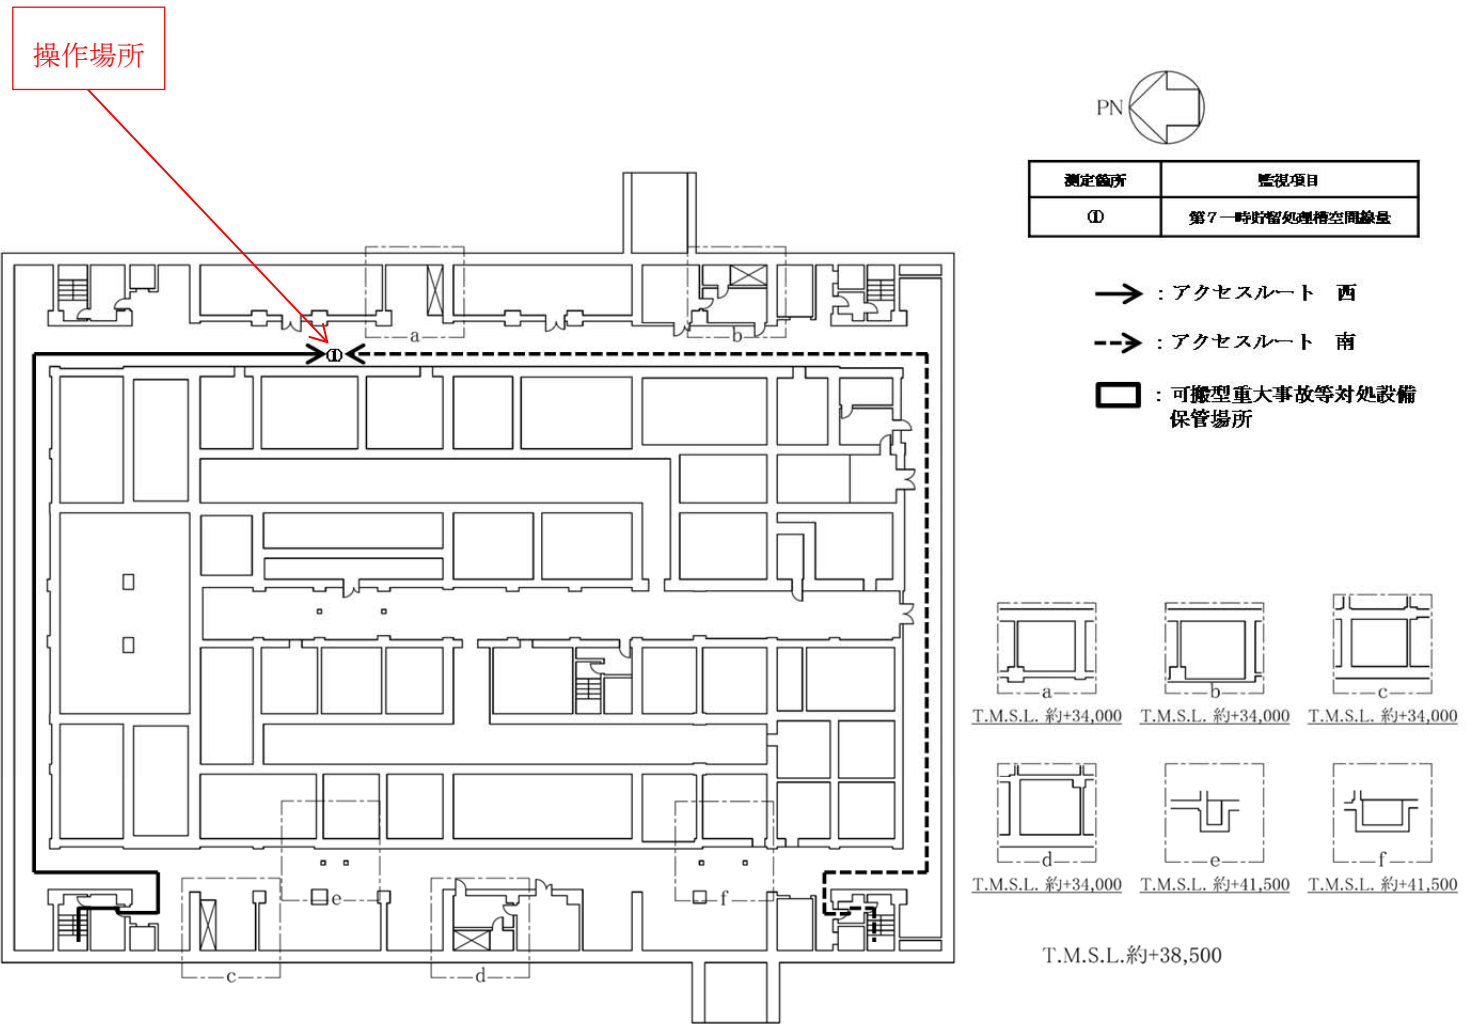 操作場所
PN
測定箇所 監視項目
① 第7一時貯留処理槽空間線量
：アクセスルート 西
：アクセスルート 南
：可搬型重大事故等対処設備
保管場所
a
b
①
e
f
c
d
a
T.M.S.L. 約+34,000
b
T.M.S.L. 約+34,000
c
T.M.S.L. 約+34,000
d
T.M.S.L. 約+34,000
e
T.M.S.L. 約+41,500
f
T.M.S.L. 約+41,500
T.M.S.L.約+38,500